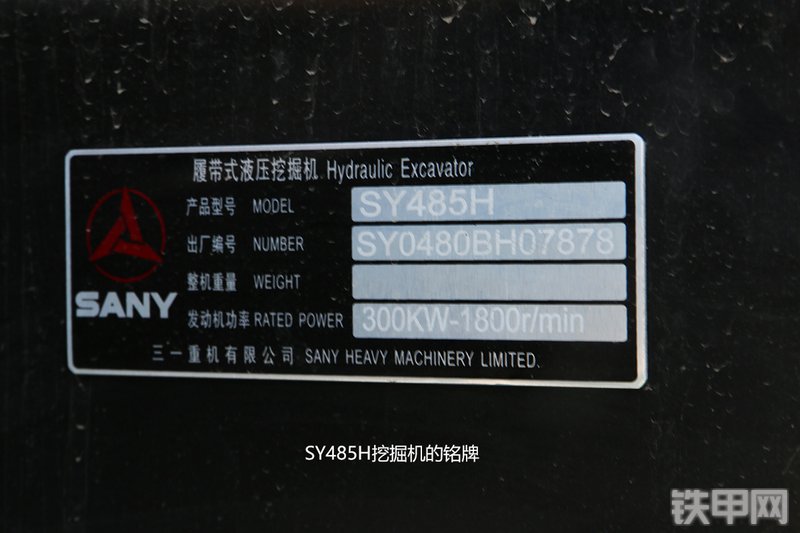 履带式液压挖掘机 Hydraulic Excavator
产品型号 MODEL SY485H
出厂编号 NUMBER SY0480BH07878
整机重量 WEIGHT
发动机功率 RATED POWER 300KW-1800r/min
SANY
三一重机有限公司 SANY HEAVY MACHINERY LIMITED.
SY485H挖掘机的铭牌
铁甲网